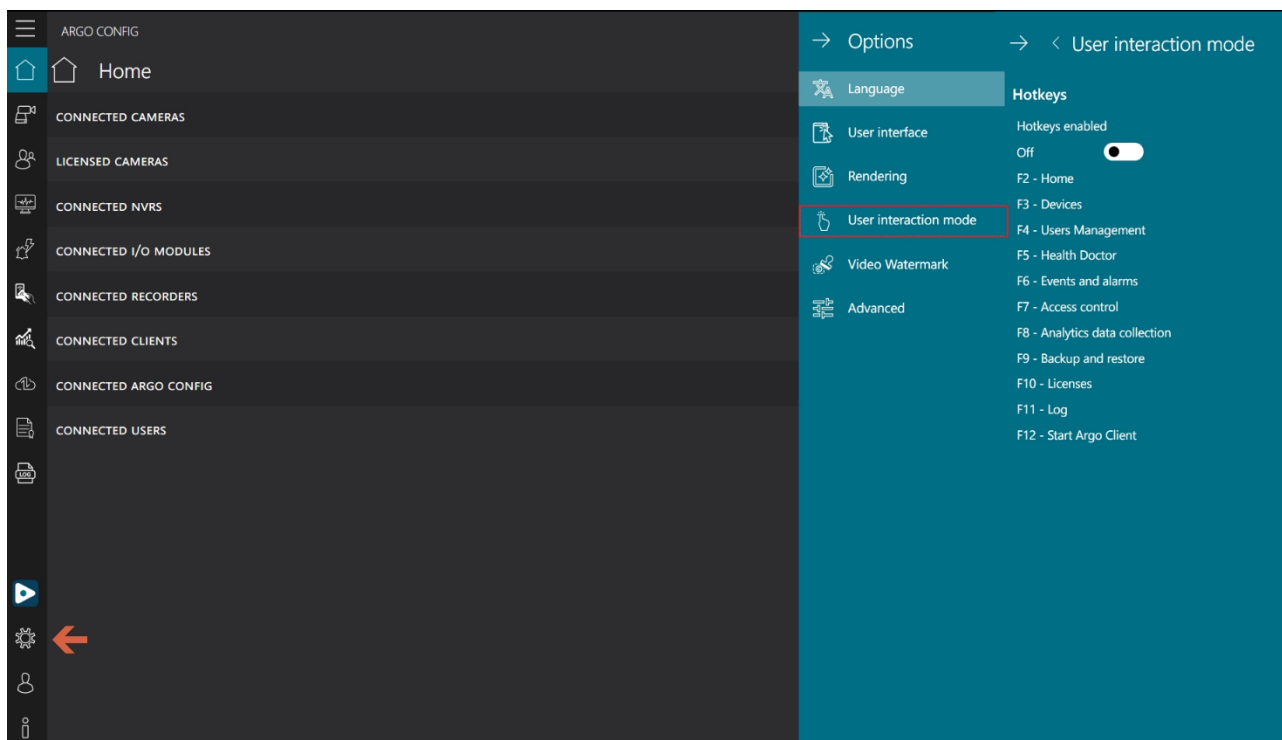 ARGO CONFIG
Home
CONNECTED CAMERAS
LICENSED CAMERAS
CONNECTED NVRS
CONNECTED I/O MODULES
CONNECTED RECORDERS
CONNECTED CLIENTS
CONNECTED ARGO CONFIG
CONNECTED USERS
LOG
Options
Language
User interface
Rendering
User interaction mode
Video Watermark
Advanced
User interaction mode
Hotkeys
Hotkeys enabled
Off
F2 - Home
F3 - Devices
F4 - Users Management
F5 - Health Doctor
F6 - Events and alarms
F7 - Access control
F8 - Analytics data collection
F9 - Backup and restore
F10 - Licenses
F11 - Log
F12 - Start Argo Client